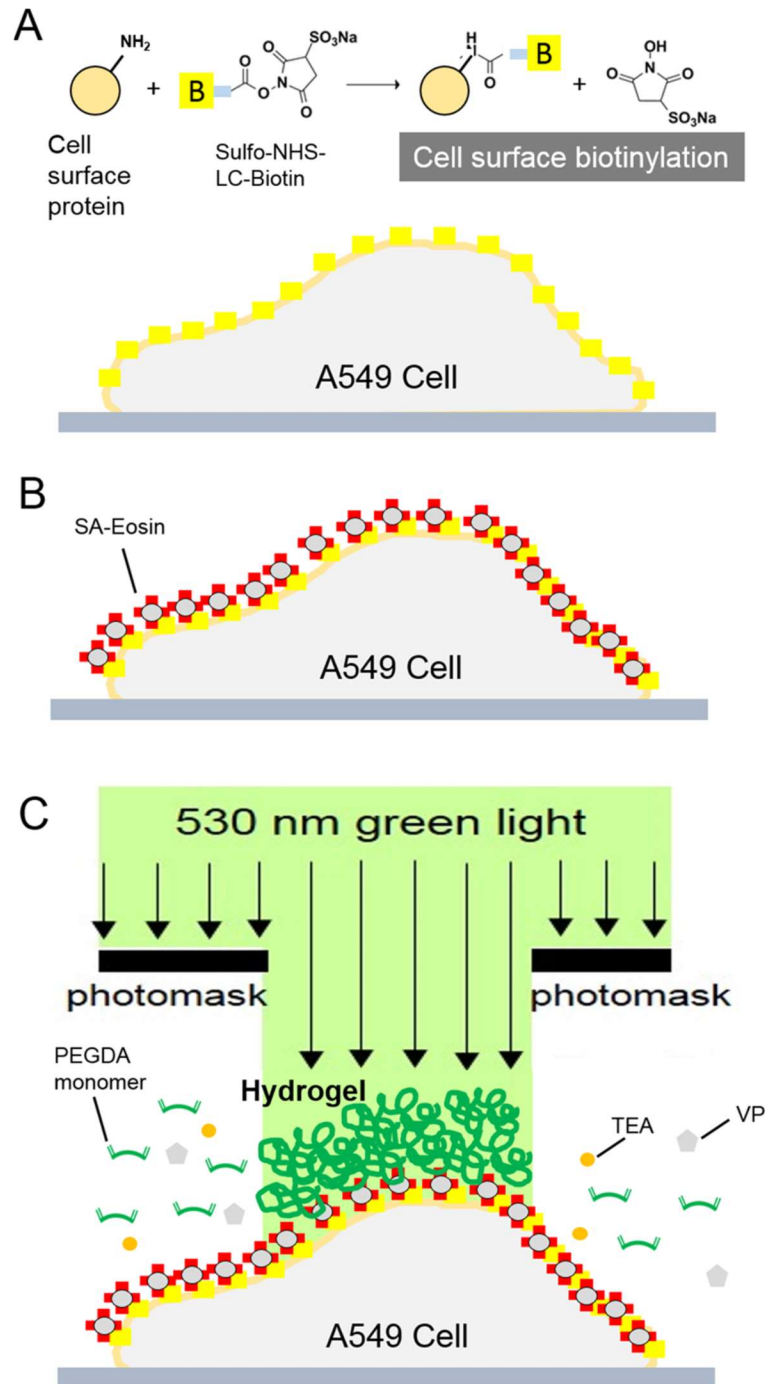 A
NH₂
+
B
O
O
N
O
O
SO₃Na
H
N
O
B
+
OH
O
N
O
SO₃Na
Cell
surface
protein
Sulfo-NHS-
LC-Biotin
Cell surface biotinylation
A549 Cell
B
SA-Eosin
A549 Cell
C
530 nm green light
photomask
photomask
PEGDA
monomer
Hydrogel
TEA
VP
A549 Cell